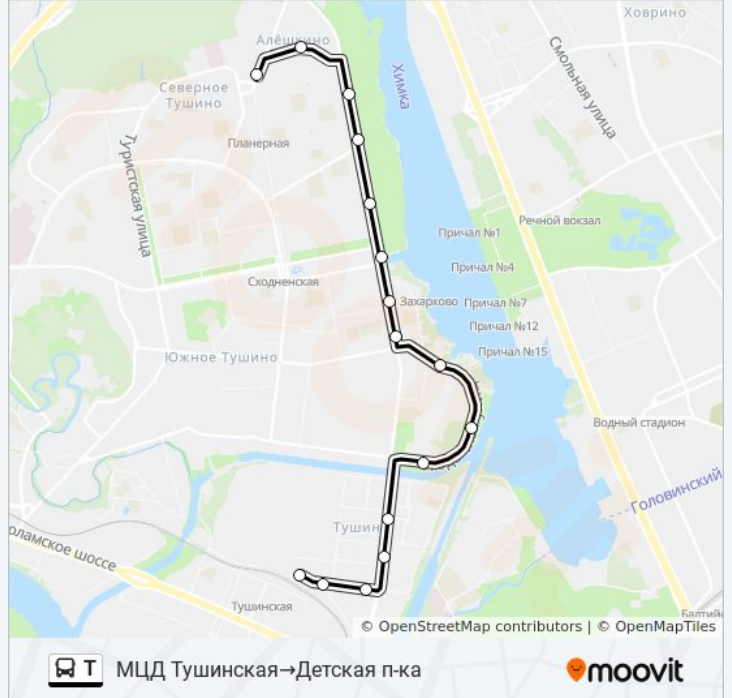 Ховрино
Алёшкино
Смольная улица
Химка
Северное
Тушино
Планерная
Туристская улица
Речной вокзал
Причал №1
Причал №4
Сходненская
Захарково
Причал №7
Причал №12
Причал №15
Южное Тушино
Водный стадион
Головинский
Тушин
оламское шоссе
Тушинская
Балтий
© OpenStreetMap contributors | © OpenMapTiles
Т МЦД Тушинская→Детская п-ка
moovit